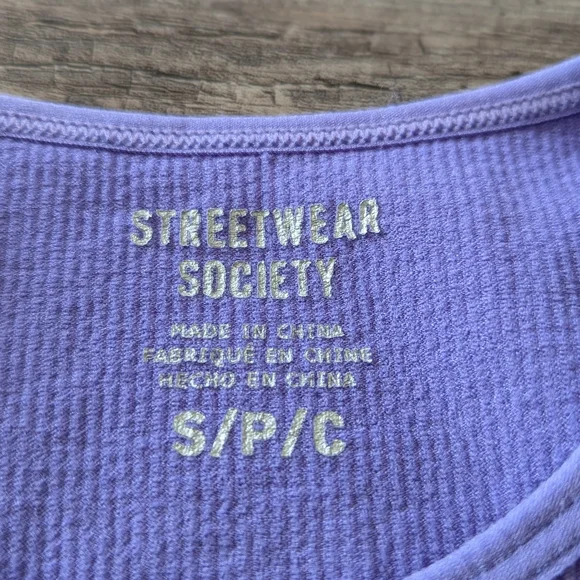 STREETWEAR
SOCIETY
MADE IN CHINA
FABRIQUÉ EN CHINE
HECHO EN CHINA
S/P/C